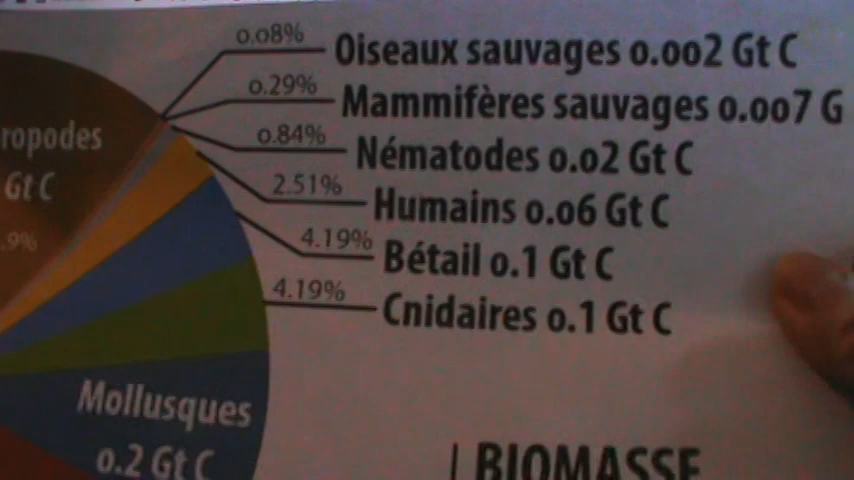 0.08%
Oiseaux sauvages 0.002 Gt C
0.29%
Mammifères sauvages 0.007 G
0.84%
Nématodes 0.02 Gt C
2.51%
Humains 0.06 Gt C
4.19%
Bétail 0.1 Gt C
4.19%
Cnidaires 0.1 Gt C
ropodes
Gt C
.9%
Mollusques
0.2 Gt C
| BIOMASSE